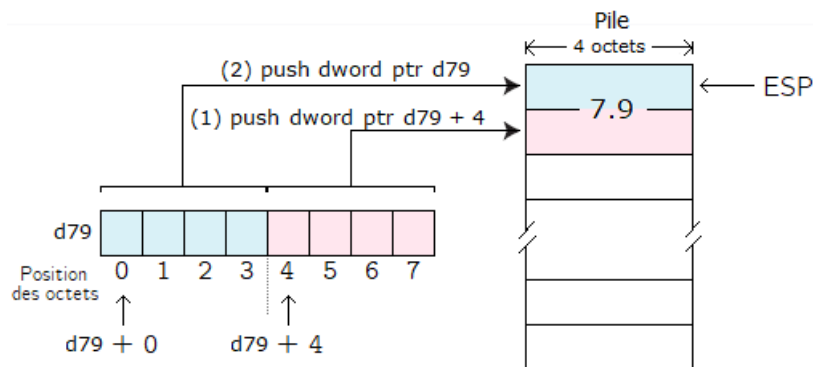 Pile
4 octets
(2) push dword ptr d79
ESP
7.9
(1) push dword ptr d79 + 4
d79
Position
des octets
0 1 2 3 4 5 6 7
d79 + 0
d79 + 4